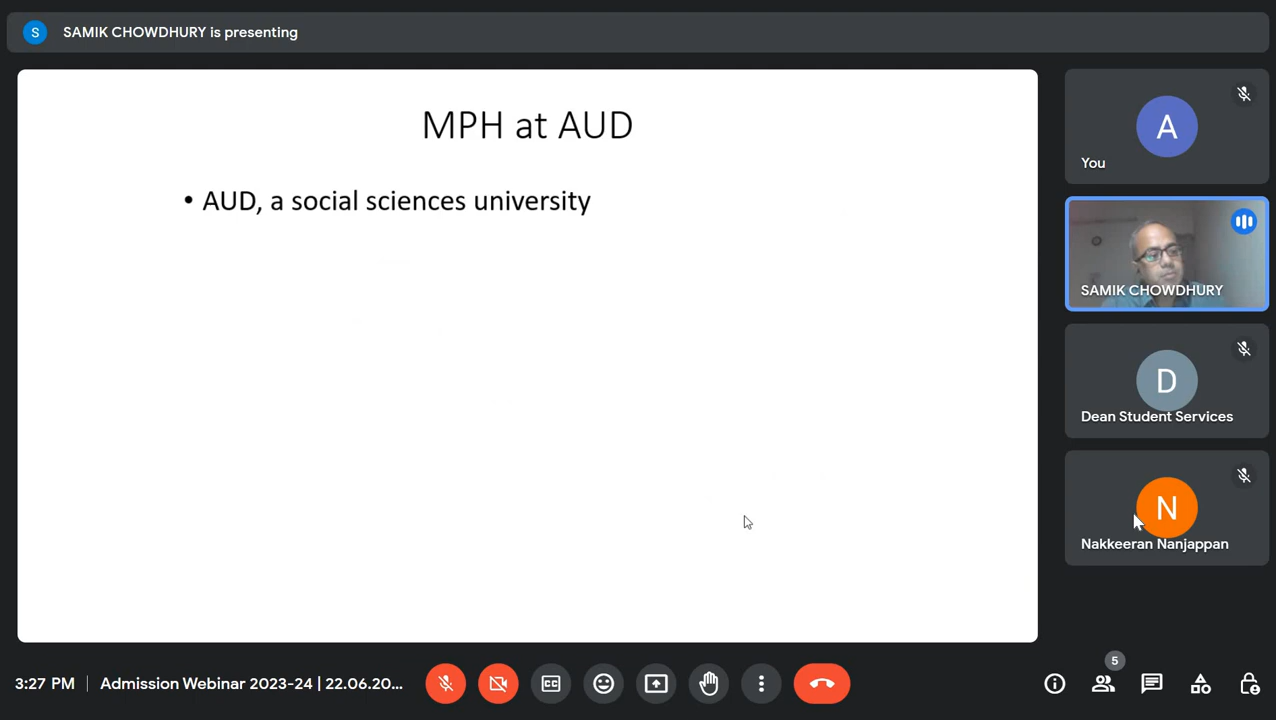 S SAMIK CHOWDHURY is presenting
MPH at AUD
• AUD, a social sciences university
A
You
SAMIK CHOWDHURY
D
Dean Student Services
N
Nakkeeran Nanjappan
3:27 PM | Admission Webinar 2023-24 | 22.06.20...
CC
5